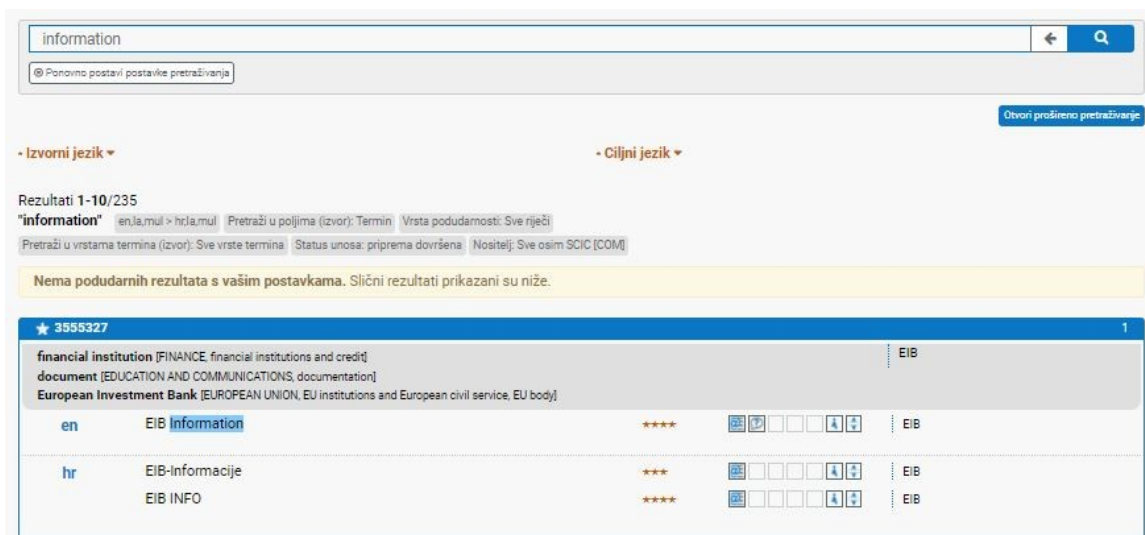 information
Ponovno postavi postavke pretraživanja
Otvori prošireno pretraživanje
Izvorni jezik
Ciljni jezik
Rezultati 1-10/235
"information" en,la,mul > hr,la,mul Pretraži u poljima (izvor): Termin Vrsta podudarnosti: Sve riječi
Pretraži u vrstama termina (izvor): Sve vrste termina Status unosa: priprema dovršena Nositelj: Sve osim SCIC [COM]
Nema podudarnih rezultata s vašim postavkama. Slični rezultati prikazani su niže.
★ 3555327 1
financial institution [FINANCE, financial institutions and credit] EIB
document [EDUCATION AND COMMUNICATIONS, documentation]
European Investment Bank [EUROPEAN UNION, EU institutions and European civil service, EU body]
en EIB Information ★★★★ EIB
hr EIB-Informacije ★★★ EIB
EIB INFO ★★★★ EIB